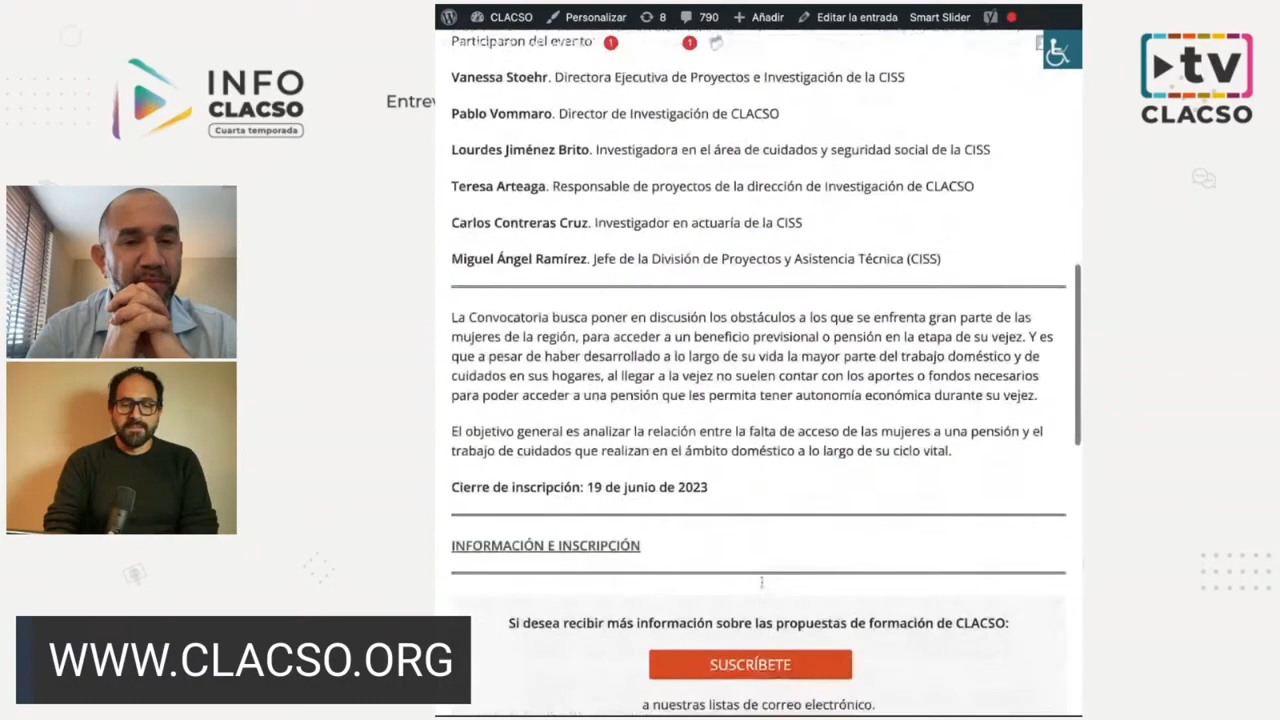 CLACSO Personalizar 8 790 Añadir Editar la entrada Smart Slider
INFO
CLACSO
Cuarta temporada
Entrev
tv
CLACSO
Participaron del evento
1 1
Vanessa Stoehr. Directora Ejecutiva de Proyectos e Investigación de la CISS
Pablo Vommaro. Director de Investigación de CLACSO
Lourdes Jiménez Brito. Investigadora en el área de cuidados y seguridad social de la CISS
Teresa Arteaga. Responsable de proyectos de la dirección de Investigación de CLACSO
Carlos Contreras Cruz. Investigador en actuaría de la CISS
Miguel Ángel Ramírez. Jefe de la División de Proyectos y Asistencia Técnica (CISS)
La Convocatoria busca poner en discusión los obstáculos a los que se enfrenta gran parte de las
mujeres de la región, para acceder a un beneficio previsional o pensión en la etapa de su vejez. Y es
que a pesar de haber desarrollado a lo largo de su vida la mayor parte del trabajo doméstico y de
cuidados en sus hogares, al llegar a la vejez no suelen contar con los aportes o fondos necesarios
para poder acceder a una pensión que les permita tener autonomía económica durante su vejez.
El objetivo general es analizar la relación entre la falta de acceso de las mujeres a una pensión y el
trabajo de cuidados que realizan en el ámbito doméstico a lo largo de su ciclo vital.
Cierre de inscripción: 19 de junio de 2023
INFORMACIÓN E INSCRIPCIÓN
Si desea recibir más información sobre las propuestas de formación de CLACSO:
SUSCRÍBETE
a nuestras listas de correo electrónico.
WWW.CLACSO.ORG